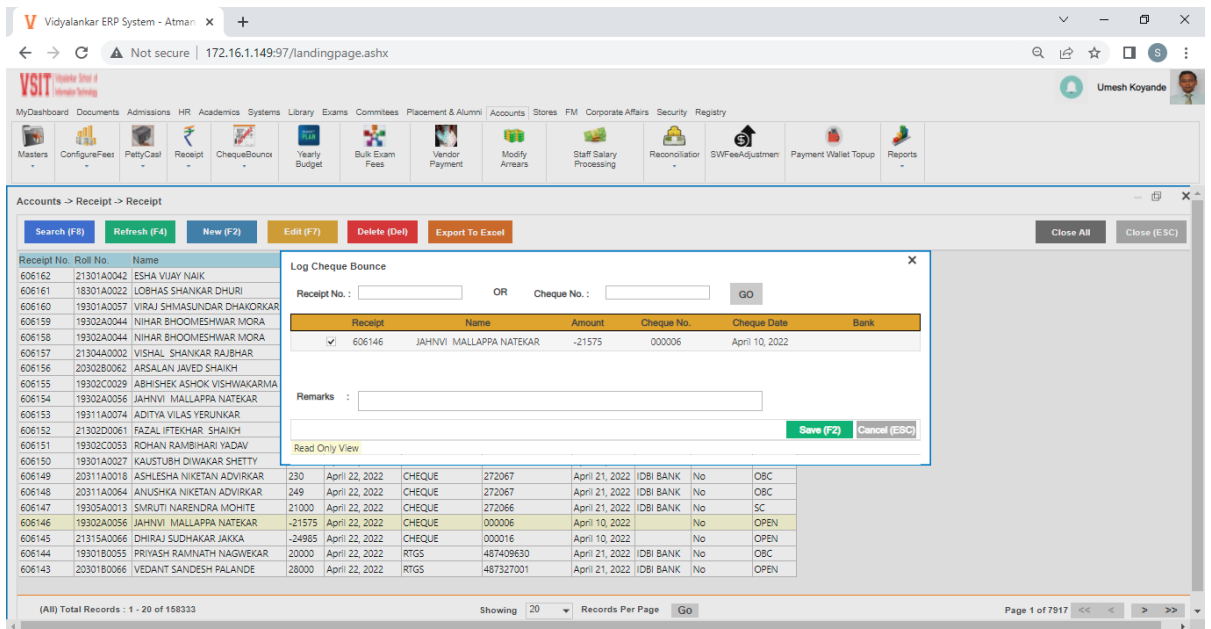 Vidyalankar ERP System - Atman
Not secure 172.16.1.149:97/landingpage.ashx
S
VSIT Vidyalankar School of
Information Technology
Umesh Koyande
MyDashboard Documents Admissions HR Academics Systems Library Exams Commitees Placement & Alumni Accounts Stores FM Corporate Affairs Security Registry
Masters ConfigureFees PettyCash Receipt ChequeBounce Yearly Budget Bulk Exam Fees Vendor Payment Modify Arrears Staff Salary Processing Reconciliation SWFeeAdjustment Payment Wallet Topup Reports
Accounts -> Receipt -> Receipt
Search (F8) Refresh (F4) New (F2) Edit (F7) Delete (Del) Export To Excel Close All Close (ESC)
Receipt No. Roll No. Name
606162 21301A0042 ESHA VIJAY NAIK
606161 18301A0022 LOBHAS SHANKAR DHURI
606160 19301A0057 VIRAJ SHMASUNDAR DHAKORKAR
606159 19302A0044 NIHAR BHOOMESHWAR MORA
606158 19302A0044 NIHAR BHOOMESHWAR MORA
606157 21304A0002 VISHAL SHANKAR RAJBHAR
606156 20302B0062 ARSALAN JAVED SHAIKH
606155 19302C0029 ABHISHEK ASHOK VISHWAKARMA
606154 19302A0056 JAHNVI MALLAPPA NATEKAR
606153 19311A0074 ADITYA VILAS YERUNKAR
606152 21302D0061 FAZAL IFTEKHAR SHAIKH
606151 19302C0053 ROHAN RAMBIHARI YADAV
606150 19301A0027 KAUSTUBH DIWAKAR SHETTY
Log Cheque Bounce
Receipt No. : OR Cheque No. : GO
Receipt Name Amount Cheque No. Cheque Date Bank
606146 JAHNVI MALLAPPA NATEKAR -21575 000006 April 10, 2022
Remarks :
Save (F2) Cancel (ESC)
Read Only View
606149 20311A0018 ASHLESHA NIKETAN ADVIRKAR 230 April 22, 2022 CHEQUE 272067 April 21, 2022 IDBI BANK No OBC
606148 20311A0064 ANUSHKA NIKETAN ADVIRKAR 249 April 22, 2022 CHEQUE 272067 April 21, 2022 IDBI BANK No OBC
606147 19305A0013 SMRUTI NARENDRA MOHITE 21000 April 22, 2022 CHEQUE 272066 April 21, 2022 IDBI BANK No SC
606146 19302A0056 JAHNVI MALLAPPA NATEKAR -21575 April 22, 2022 CHEQUE 000006 April 10, 2022 No OPEN
606145 21315A0066 DHIRAJ SUDHAKAR JAKKA -24985 April 22, 2022 CHEQUE 000016 April 10, 2022 No OPEN
606144 19301B0055 PRIYASH RAMNATH NAGWEKAR 20000 April 22, 2022 RTGS 487409630 April 21, 2022 IDBI BANK No OBC
606143 20301B0066 VEDANT SANDESH PALANDE 28000 April 22, 2022 RTGS 487327001 April 21, 2022 IDBI BANK No OPEN
(All) Total Records : 1 - 20 of 158333 Showing 20 Records Per Page Go Page 1 of 7917 << < > >>